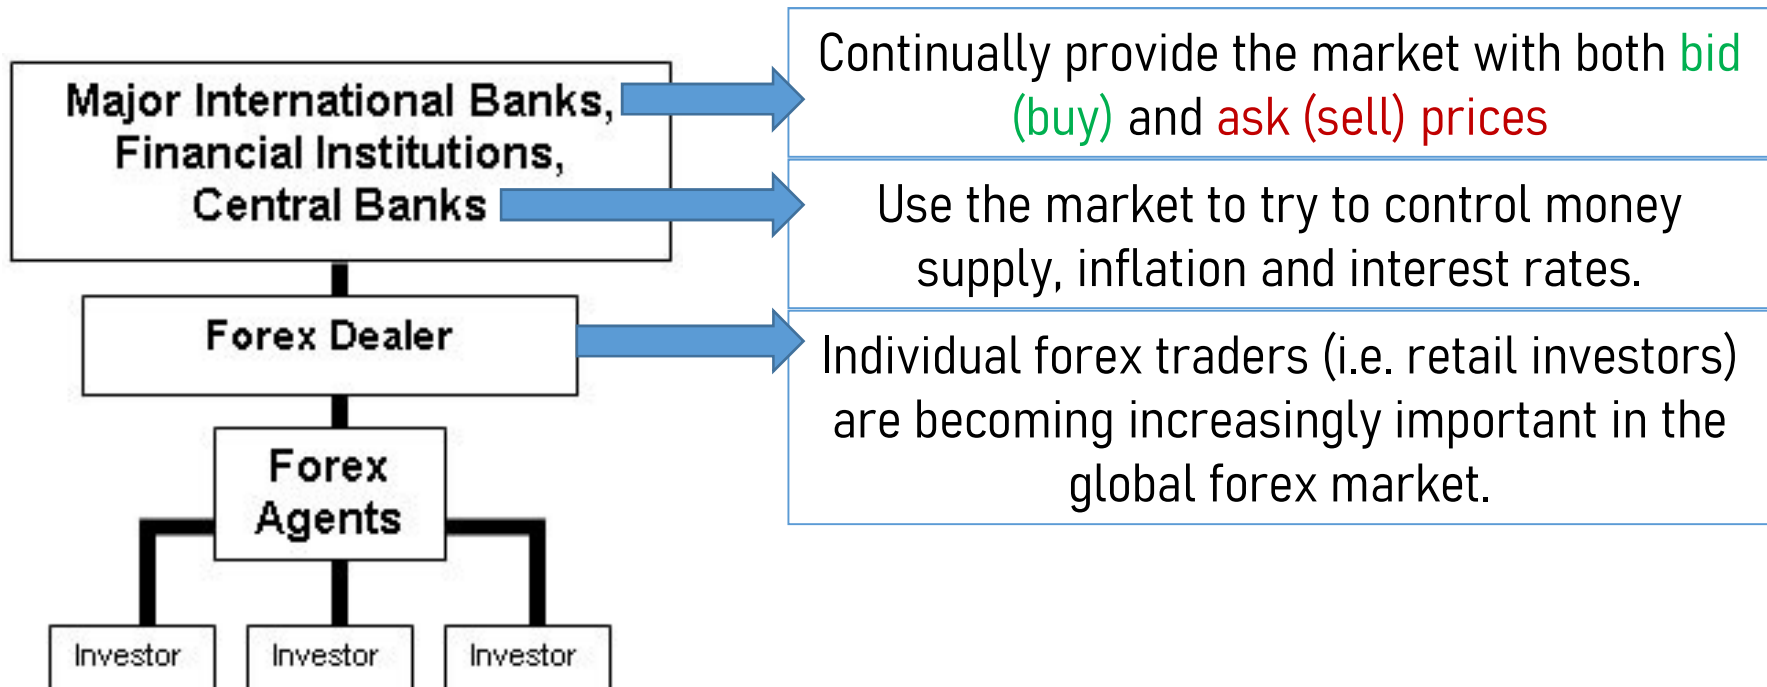 Major International Banks,
Financial Institutions,
Central Banks
Forex Dealer
Forex
Agents
Investor
Investor
Investor
Continually provide the market with both bid
(buy) and ask (sell) prices
Use the market to try to control money
supply, inflation and interest rates.
Individual forex traders (i.e. retail investors)
are becoming increasingly important in the
global forex market.